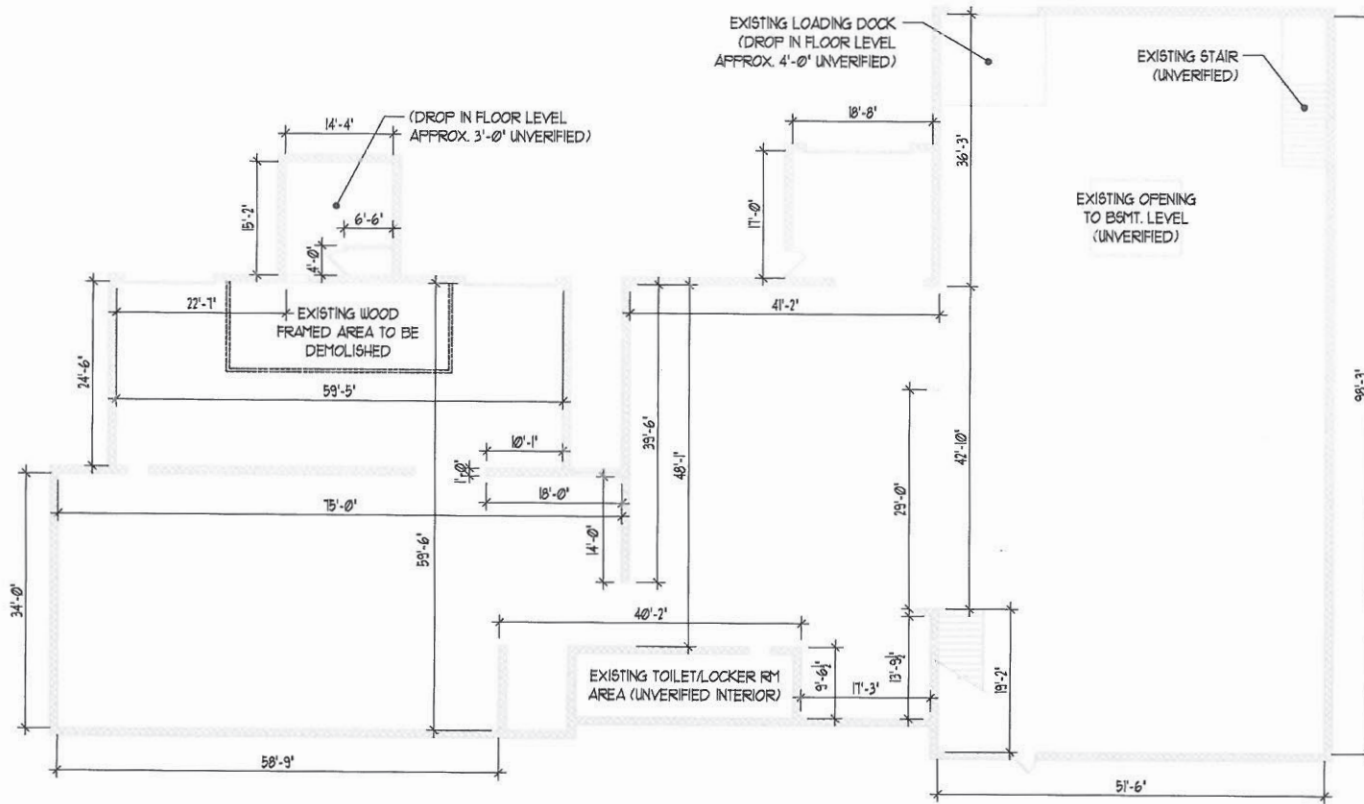 EXISTING LOADING DOCK
(DROP IN FLOOR LEVEL
APPROX. 4'-0" UNVERIFIED)
EXISTING STAIR
(UNVERIFIED)
(DROP IN FLOOR LEVEL
APPROX. 3'-0" UNVERIFIED)
14'-4"
18'-8"
36'-3"
15'-2"
6'-6"
4'-0"
17'-0"
EXISTING OPENING
TO BSMT. LEVEL
(UNVERIFIED)
22'-7"
EXISTING WOOD
FRAMED AREA TO BE
DEMOLISHED
41'-2"
24'-6"
59'-5"
98'-3"
39'-6"
48'-1"
42'-10"
10'-1"
1'-0"
18'-0"
75'-0"
29'-0"
59'-6"
14'-0"
34'-0"
40'-2"
EXISTING TOILET/LOCKER RM
AREA (UNVERIFIED INTERIOR)
9'-6½"
13'-9½"
17'-3"
19'-2"
58'-9"
51'-6"